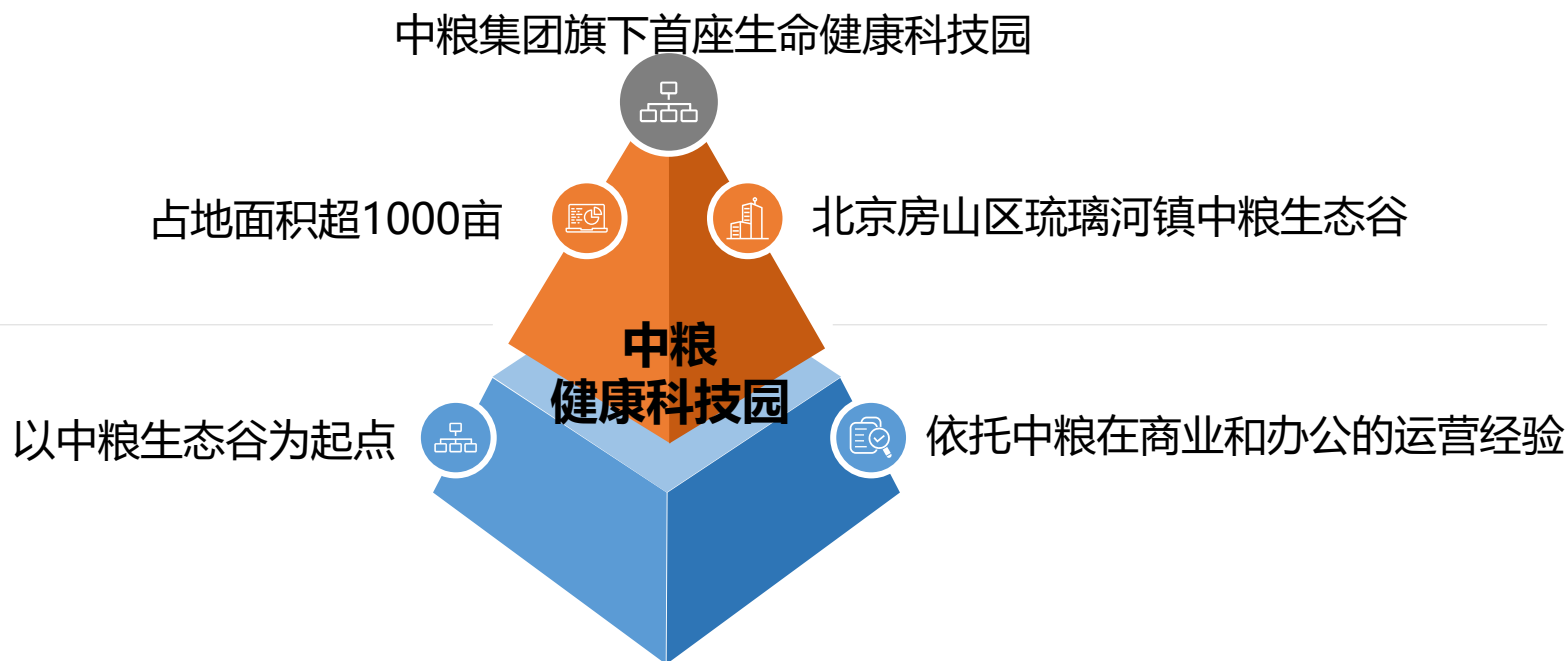 中粮集团旗下首座生命健康科技园
占地面积超1000亩
北京房山区琉璃河镇中粮生态谷
中粮
健康科技园
以中粮生态谷为起点
依托中粮在商业和办公的运营经验